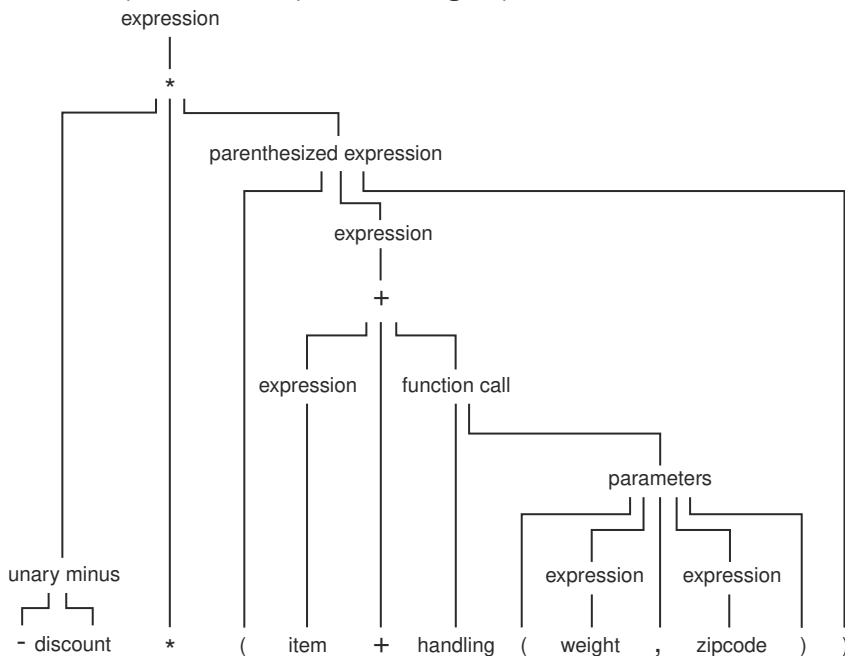 expression
*
parenthesized expression
expression
+
expression function call
parameters
unary minus expression expression
- discount * ( item + handling ( weight , zipcode ) )